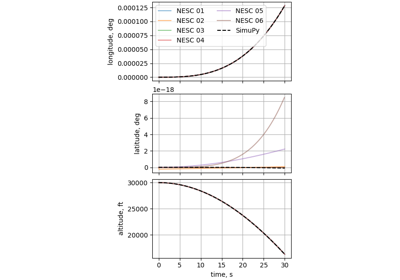 0.000125
0.000100
0.000075
0.000050
0.000025
0.000000
longitude, deg
NESC 01
NESC 02
NESC 03
NESC 04
NESC 05
NESC 06
SimuPy
1e−18
8
6
4
2
0
latitude, deg
30000
25000
20000
altitude, ft
0
5
10
15
20
25
30
time, s